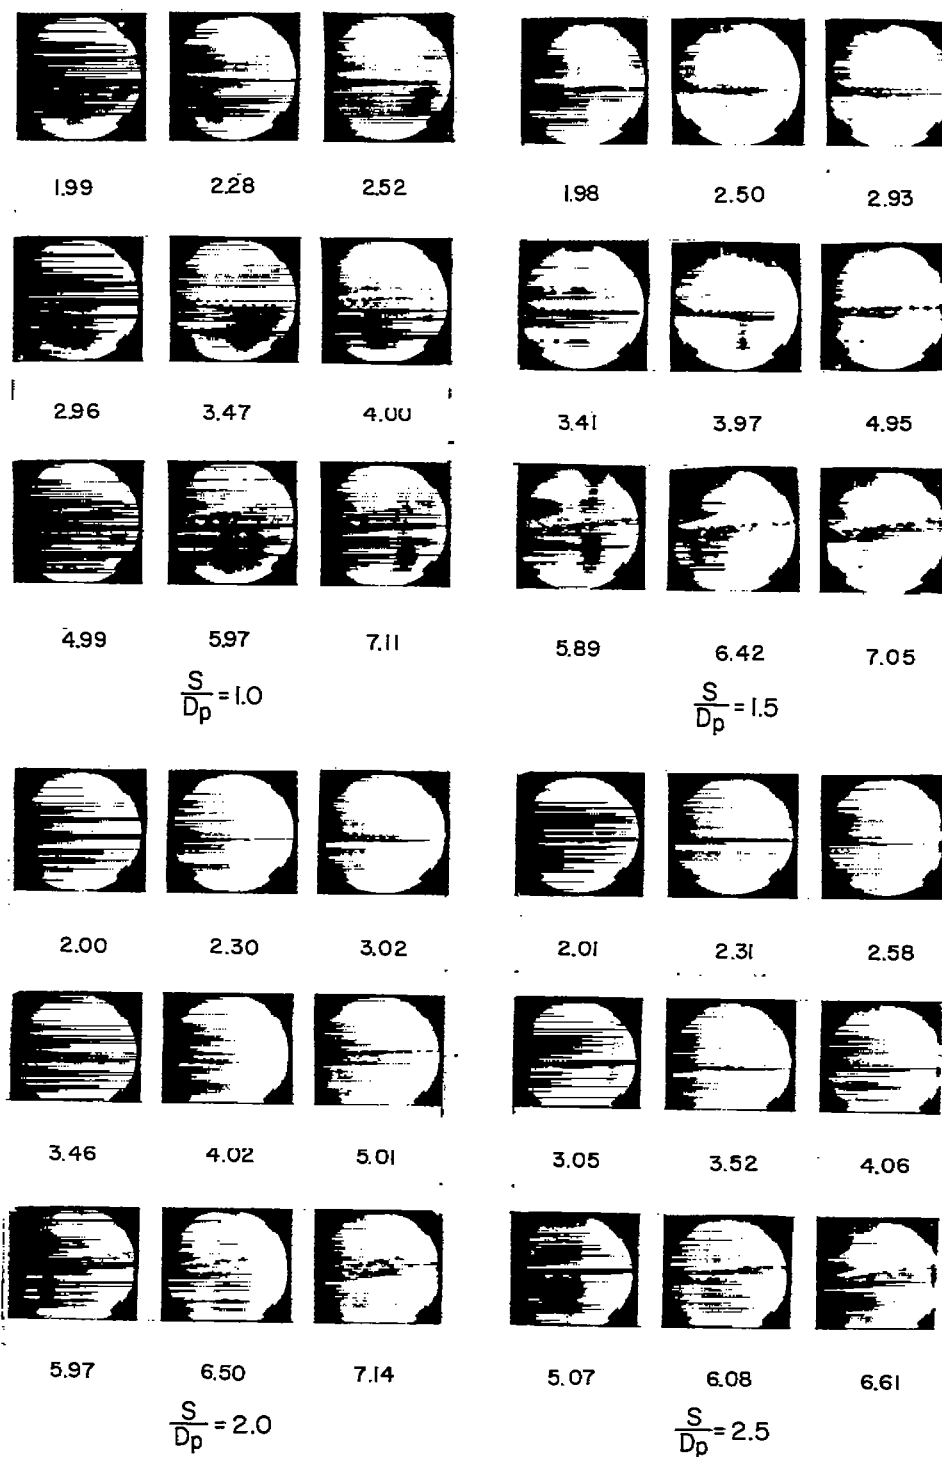 1.99 2.28 2.52
2.96 3.47 4.00
4.99 5.97 7.11
S/Dp = 1.0
1.98 2.50 2.93
3.41 3.97 4.95
5.89 6.42 7.05
S/Dp = 1.5
2.00 2.30 3.02
3.46 4.02 5.01
5.97 6.50 7.14
S/Dp = 2.0
2.01 2.31 2.58
3.05 3.52 4.06
5.07 6.08 6.61
S/Dp = 2.5